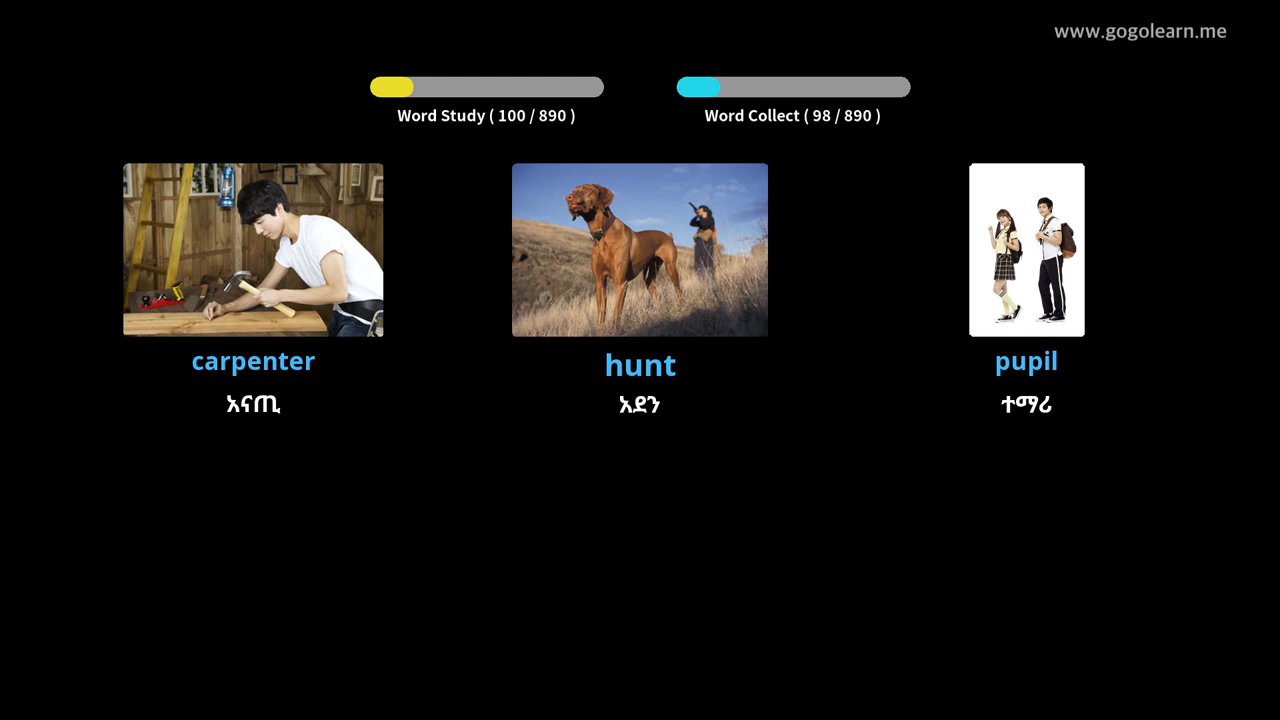 www.gogolearn.me
Word Study ( 100 / 890 )
Word Collect ( 98 / 890 )
carpenter
አናጢ
hunt
አደን
pupil
ተማሪ